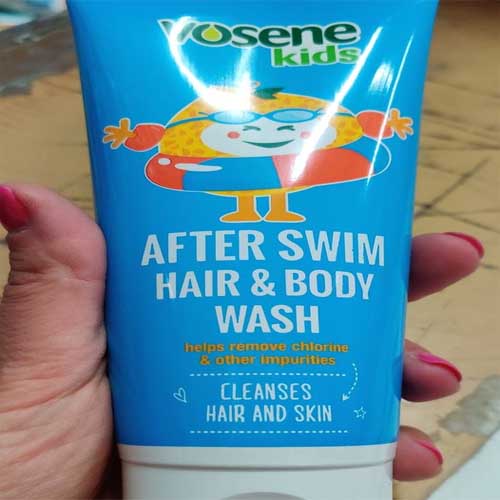 Vosene
kids
AFTER SWIM
HAIR & BODY
WASH
helps remove chlorine
& other impurities
CLEANSES
HAIR AND SKIN